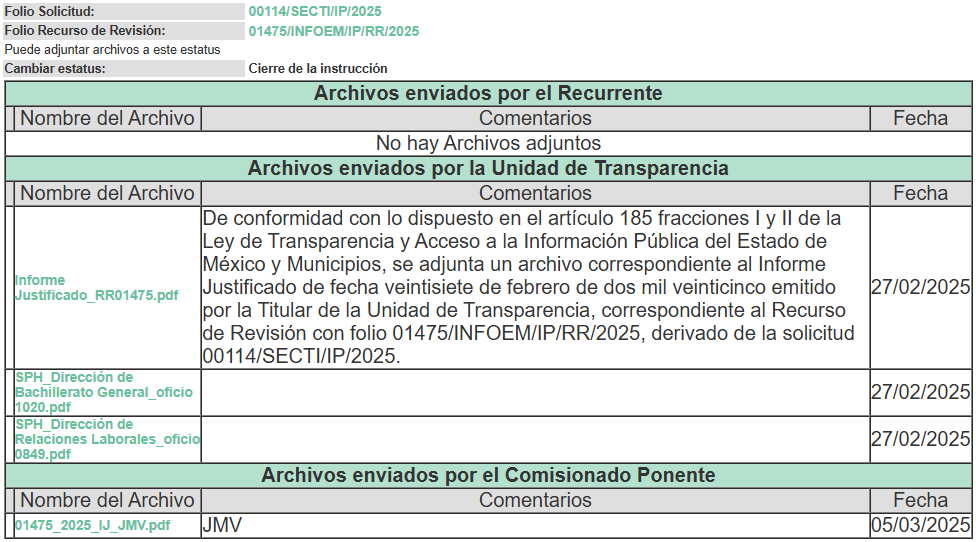 Folio Solicitud: 00114/SECTI/IP/2025
Folio Recurso de Revisión: 01475/INFOEM/IP/RR/2025
Puede adjuntar archivos a este estatus
Cambiar estatus: Cierre de la instrucción
Archivos enviados por el Recurrente
Nombre del Archivo Comentarios Fecha
No hay Archivos adjuntos
Archivos enviados por la Unidad de Transparencia
Nombre del Archivo Comentarios Fecha
Informe
Justificado_RR01475.pdf
De conformidad con lo dispuesto en el artículo 185 fracciones I y II de la
Ley de Transparencia y Acceso a la Información Pública del Estado de
México y Municipios, se adjunta un archivo correspondiente al Informe
Justificado de fecha veintisiete de febrero de dos mil veinticinco emitido
por la Titular de la Unidad de Transparencia, correspondiente al Recurso
de Revisión con folio 01475/INFOEM/IP/RR/2025, derivado de la solicitud
00114/SECTI/IP/2025.
27/02/2025
SPH_Dirección de
Bachillerato General_oficio
1020.pdf
27/02/2025
SPH_Dirección de
Relaciones Laborales_oficio
0849.pdf
27/02/2025
Archivos enviados por el Comisionado Ponente
Nombre del Archivo Comentarios Fecha
01475_2025_IJ_JMV.pdf JMV 05/03/2025